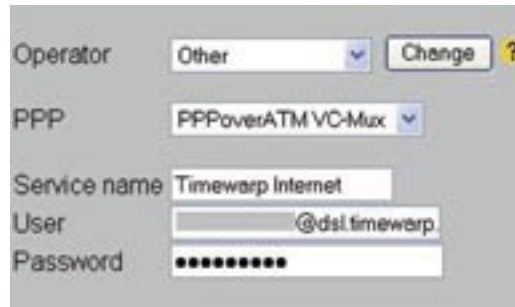 Operator Other Change ?
PPP PPPoverATM VC-Mux
Service name Timewarp Internet
User @dsl.timewarp.
Password •••••••••